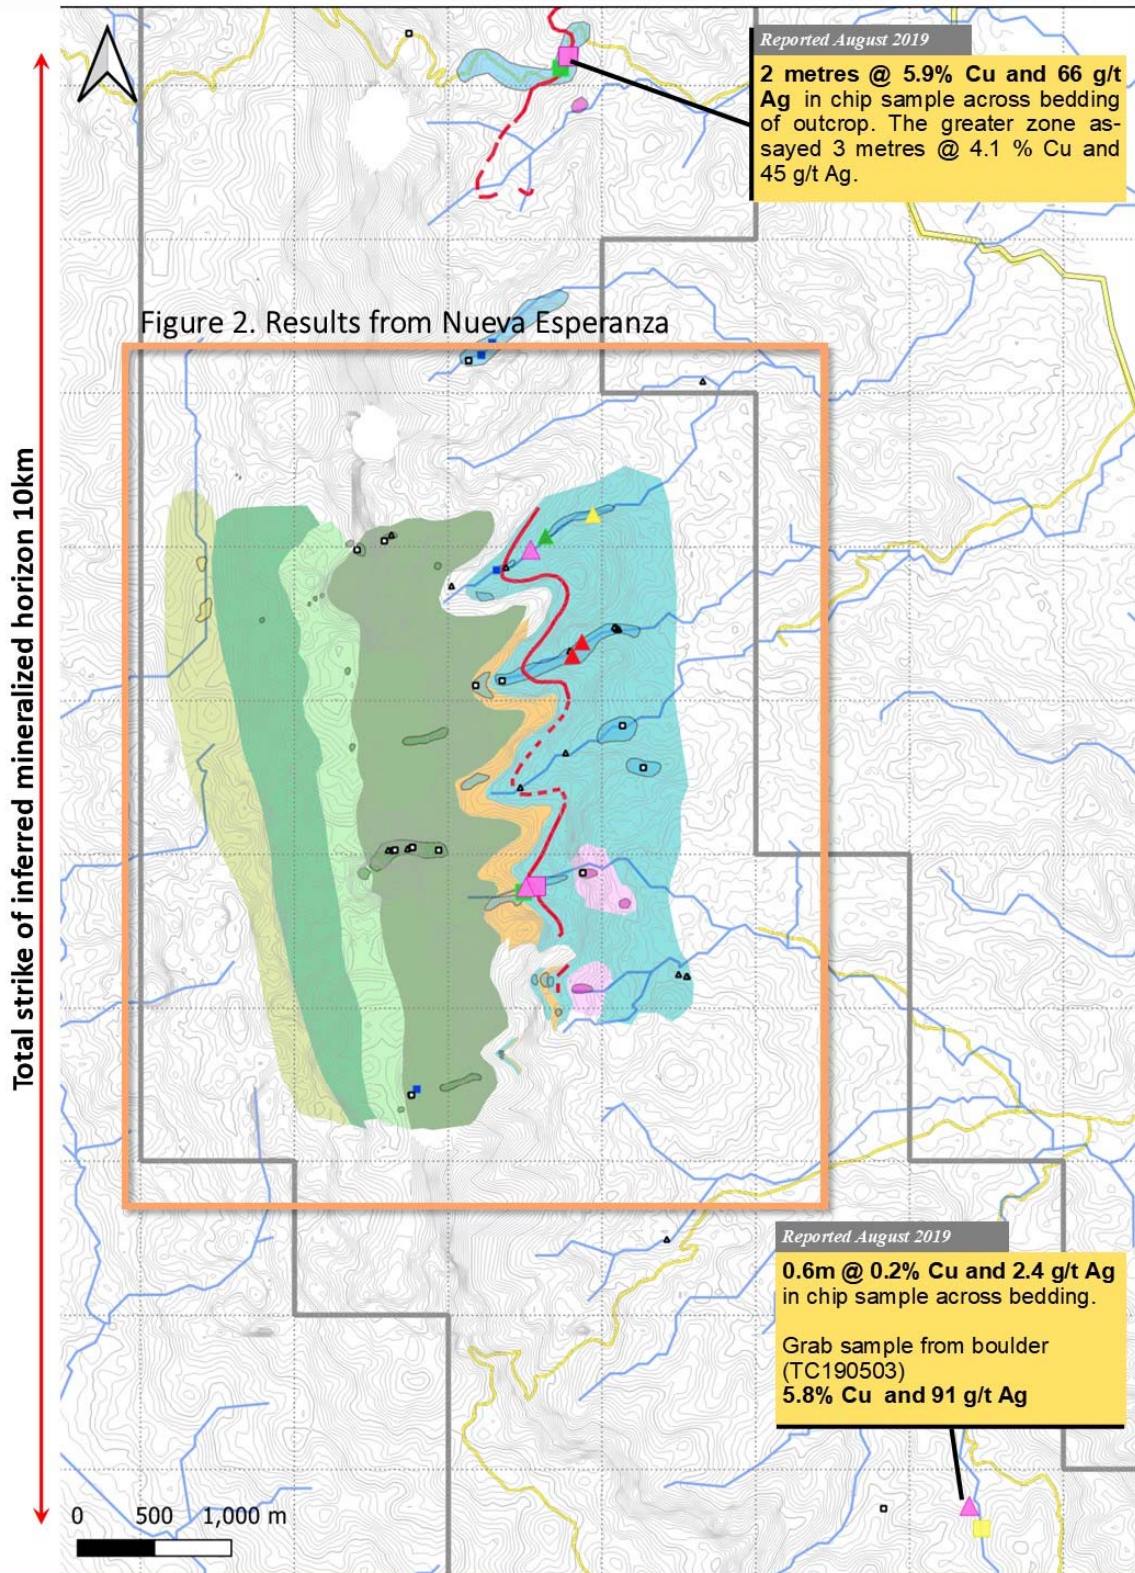 Reported August 2019
2 metres @ 5.9% Cu and 66 g/t
Ag in chip sample across bedding
of outcrop. The greater zone as-
sayed 3 metres @ 4.1 % Cu and
45 g/t Ag.
Figure 2. Results from Nueva Esperanza
Total strike of inferred mineralized horizon 10km
Reported August 2019
0.6m @ 0.2% Cu and 2.4 g/t Ag
in chip sample across bedding.
Grab sample from boulder
(TC190503)
5.8% Cu and 91 g/t Ag
0 500 1,000 m